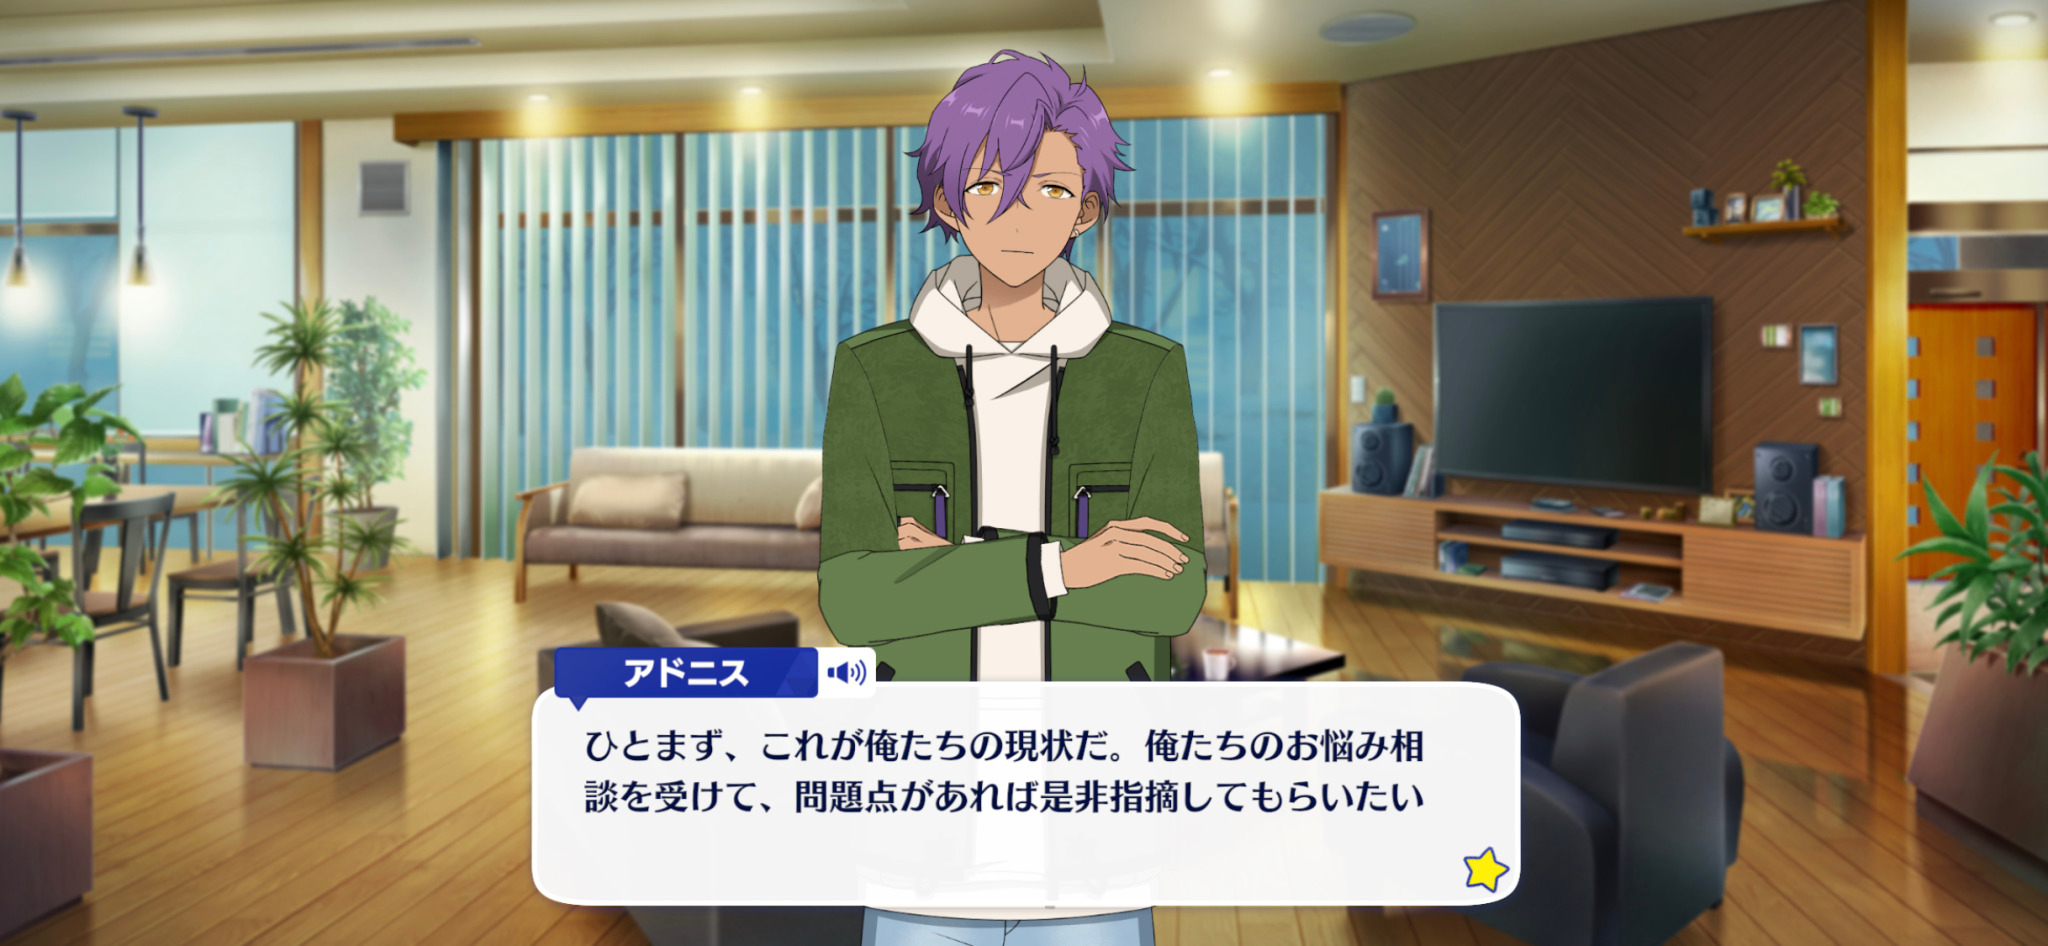 アドニス
ひとまず、これが俺たちの現状だ。俺たちのお悩み相
談を受けて、問題点があれば是非指摘してもらいたい